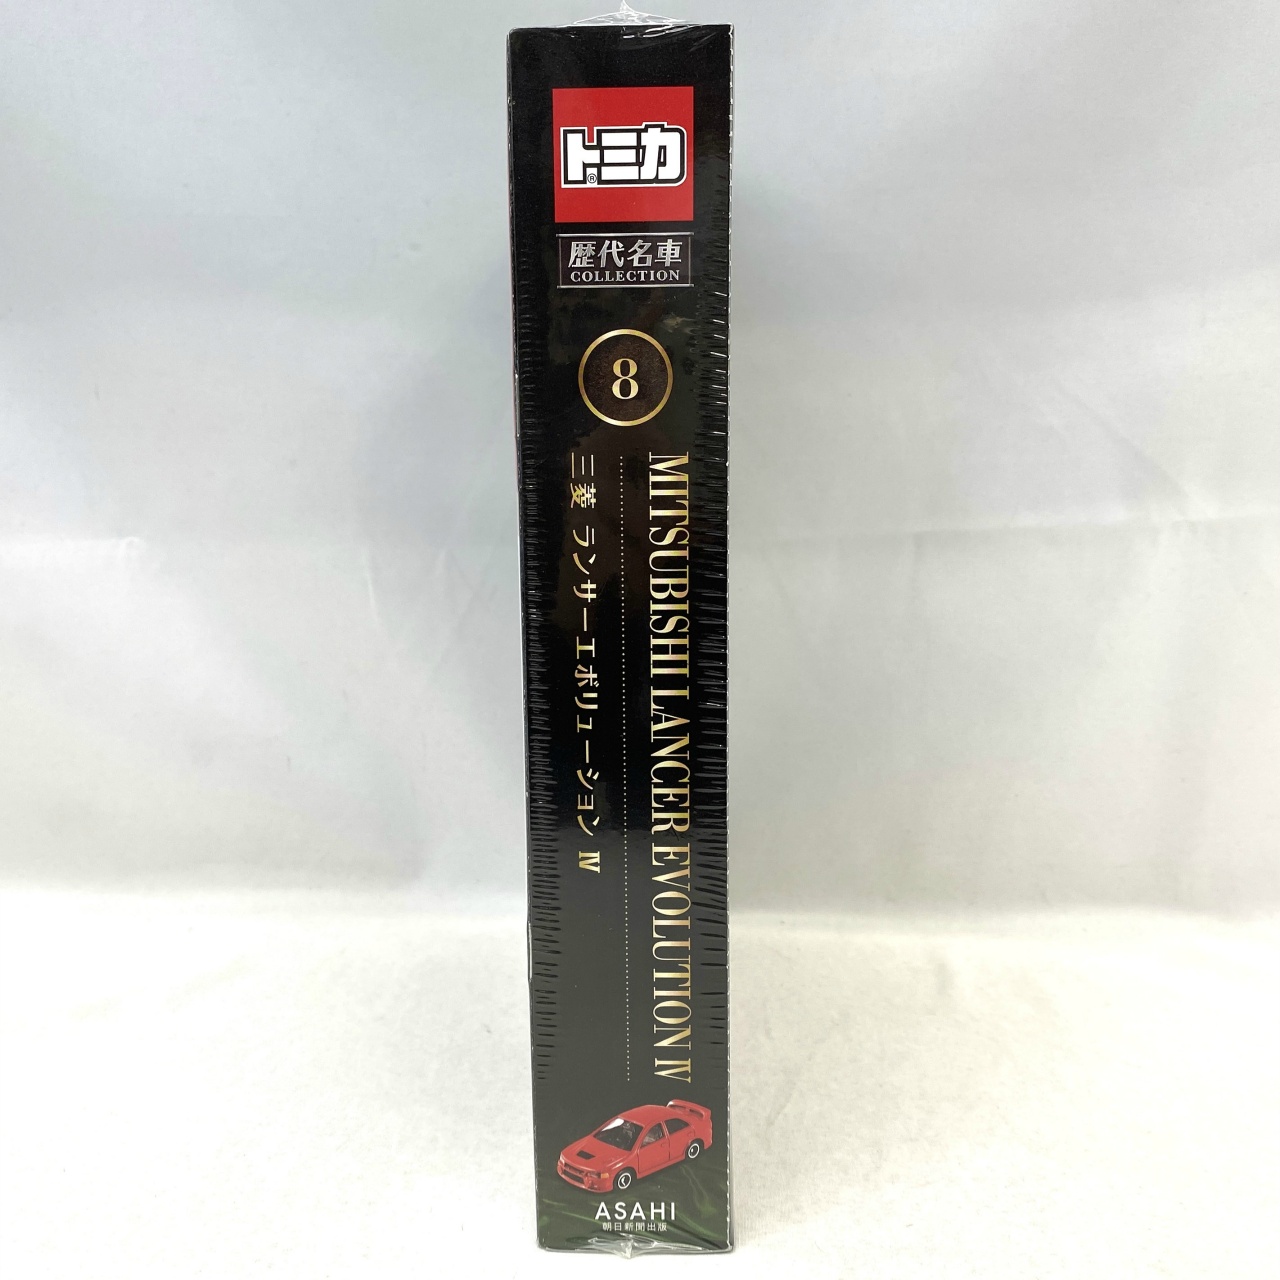 トミカ®
歴代名車
COLLECTION
8
MITSUBISHI LANCER EVOLUTION Ⅳ
三菱 ランサーエボリューション Ⅳ
ASAHI
朝日新聞出版